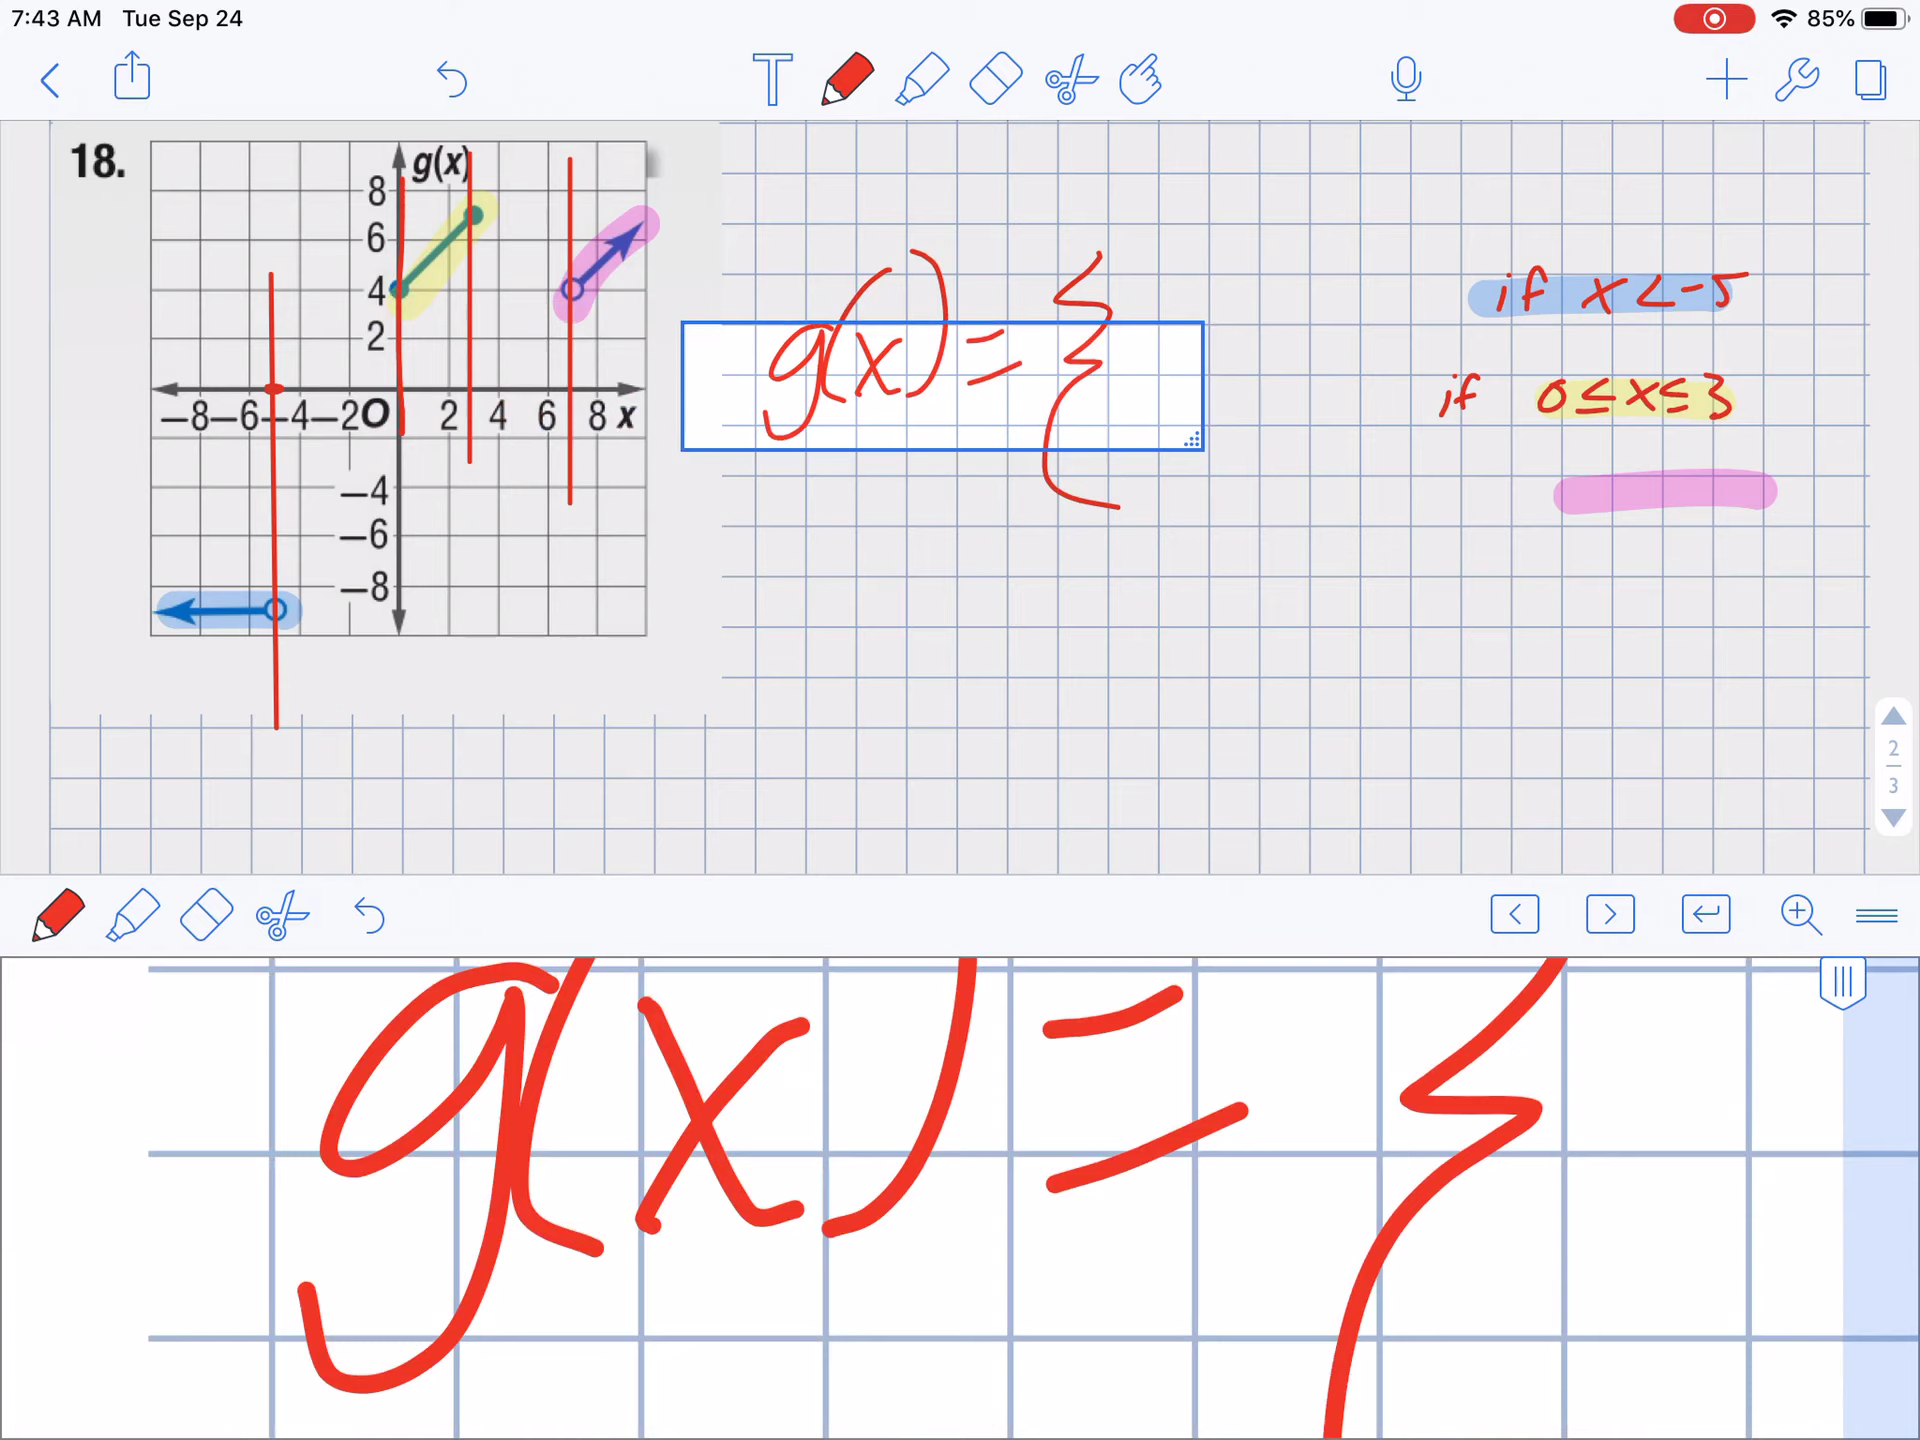 7:43 AM Tue Sep 24 85%
T
18.
g(x)
8
6
4
2
−8−6−4−2O 2 4 6 8 x
−4
−6
−8
g(x) = {
if x < -5
if 0 ≤ x ≤ 3
2
3
g(x) = {